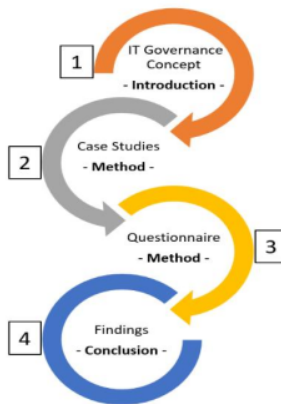 1
IT Governance
Concept
- Introduction -
2
Case Studies
- Method -
3
Questionnaire
- Method -
4
Findings
- Conclusion -